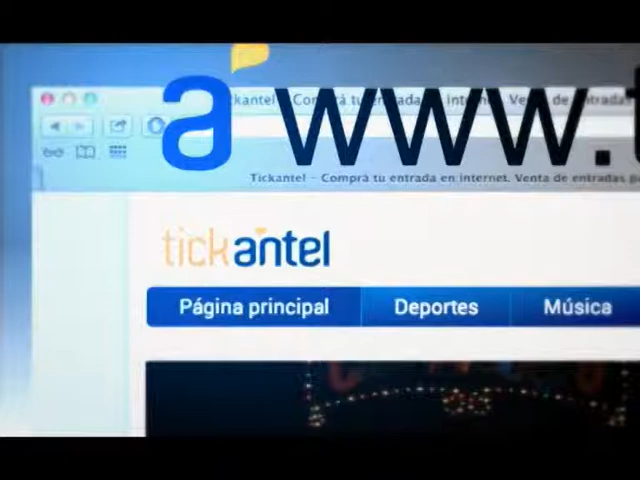 a www.t
Tickantel – Comprá tu entrada en internet. Venta de entradas
tickantel
Página principal Deportes Música